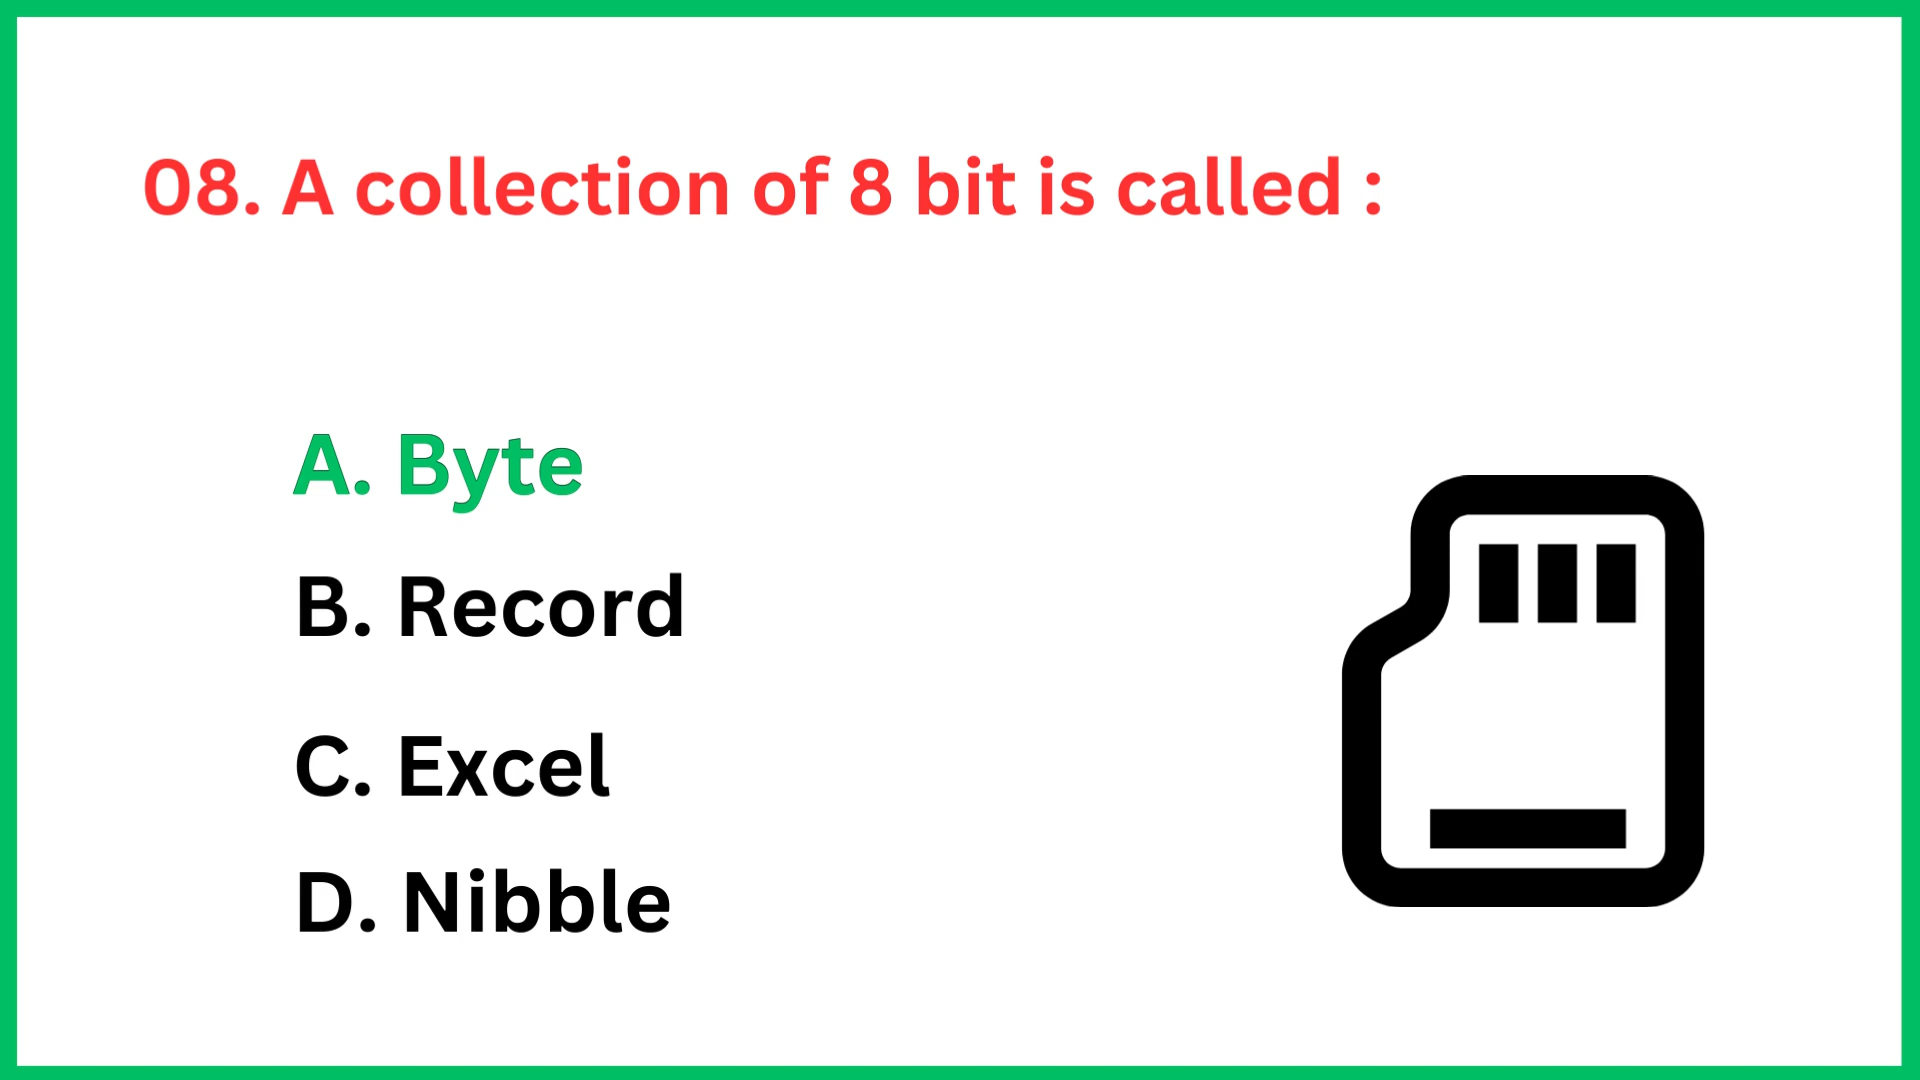 08. A collection of 8 bit is called :
A. Byte
B. Record
C. Excel
D. Nibble